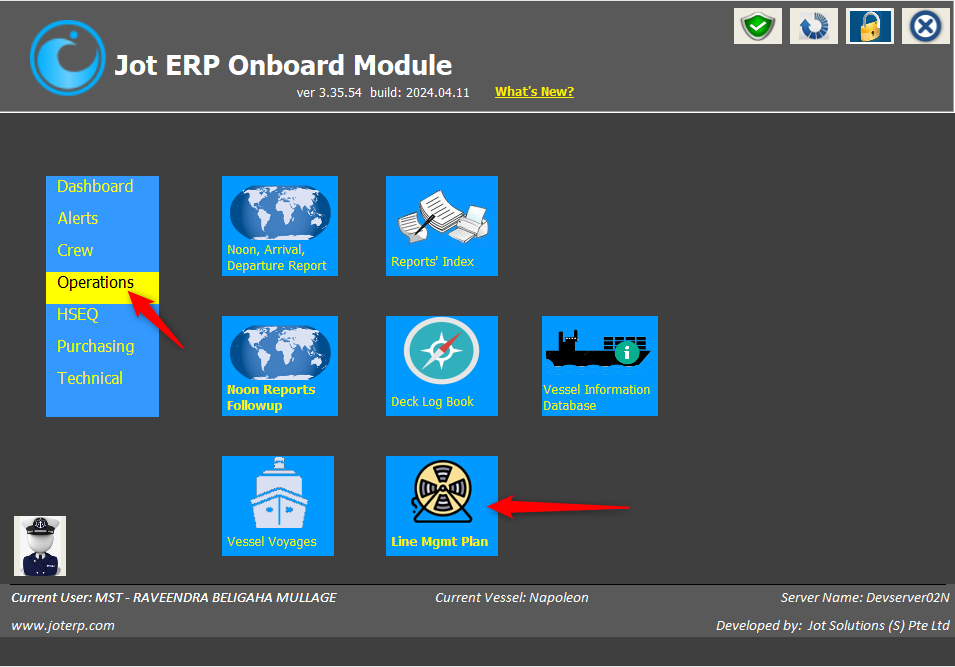 Jot ERP Onboard Module
ver 3.35.54 build: 2024.04.11 What's New?
Dashboard
Alerts
Crew
Operations
HSEQ
Purchasing
Technical
Noon, Arrival,
Departure Report
Reports' Index
Noon Reports
Followup
Deck Log Book
Vessel Information
Database
Vessel Voyages
Line Mgmt Plan
Current User: MST - RAVEENDRA BELIGAHA MULLAGE Current Vessel: Napoleon Server Name: Devserver02N
www.joterp.com Developed by: Jot Solutions (S) Pte Ltd